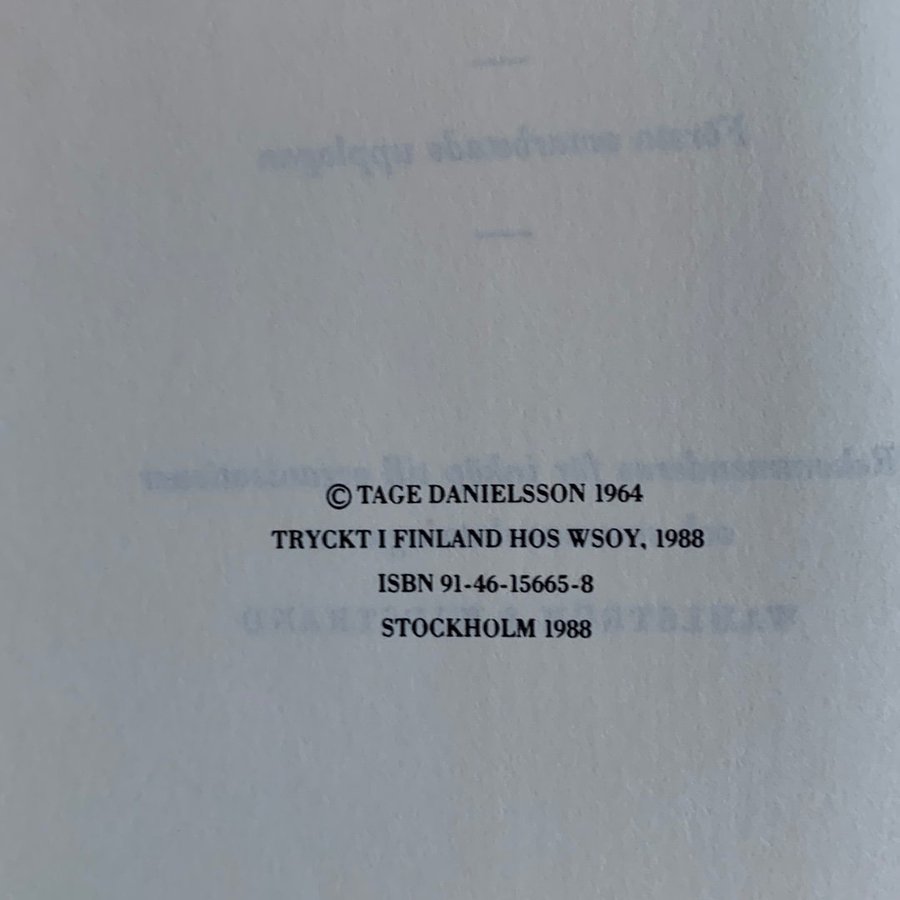 © TAGE DANIELSSON 1964
TRYCKT I FINLAND HOS WSOY, 1988
ISBN 91-46-15665-8
STOCKHOLM 1988